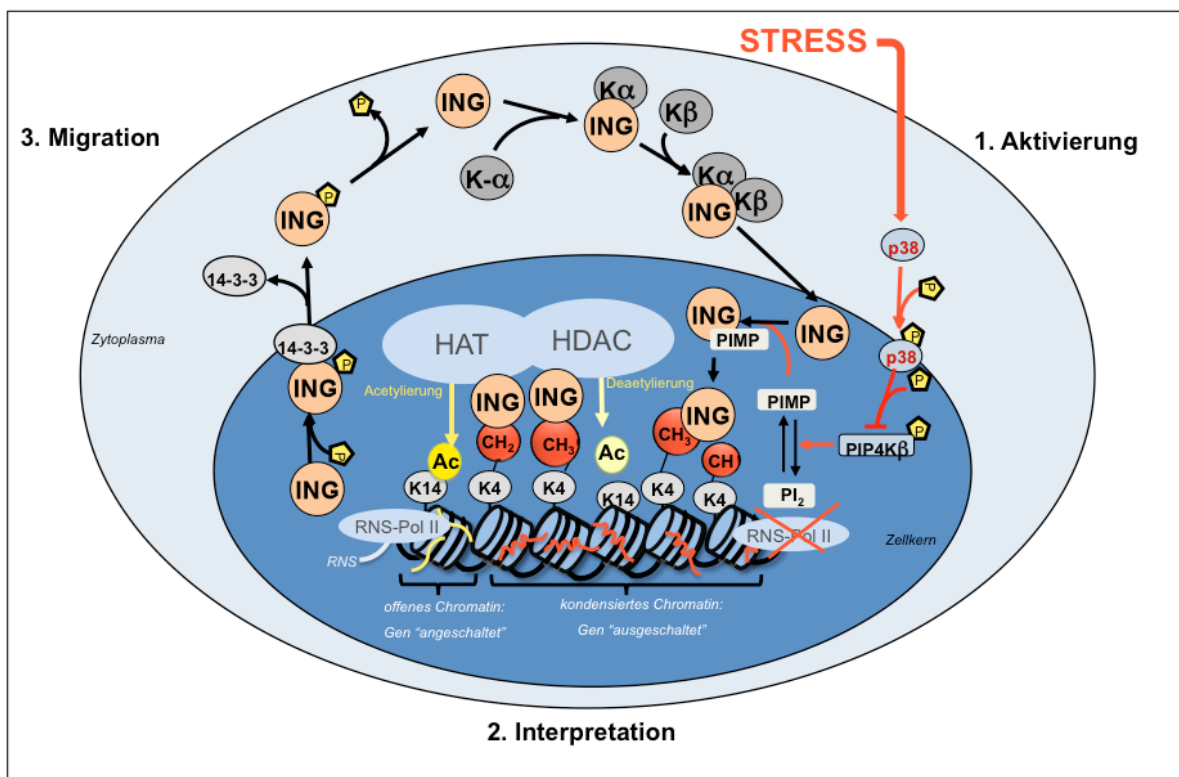 STRESS
3. Migration
1. Aktivierung
P
ING
Kα
ING
Kβ
K-α
P
ING
Kα
Kβ
ING
p38
P
14-3-3
Zytoplasma
14-3-3
P
ING
P
ING
HAT
HDAC
ING
PIMP
ING
P
p38
P
Acetylierung
Deaetylierung
ING
ING
ING
PIMP
P
PIP4Kβ
CH2
CH3
CH3
CH
Ac
Ac
PI2
K14
K4
K4
K14
K4
K4
RNS-Pol II
RNS-Pol II
RNS
Zellkern
offenes Chromatin:
Gen "angeschaltet"
kondensiertes Chromatin:
Gen "ausgeschaltet"
2. Interpretation